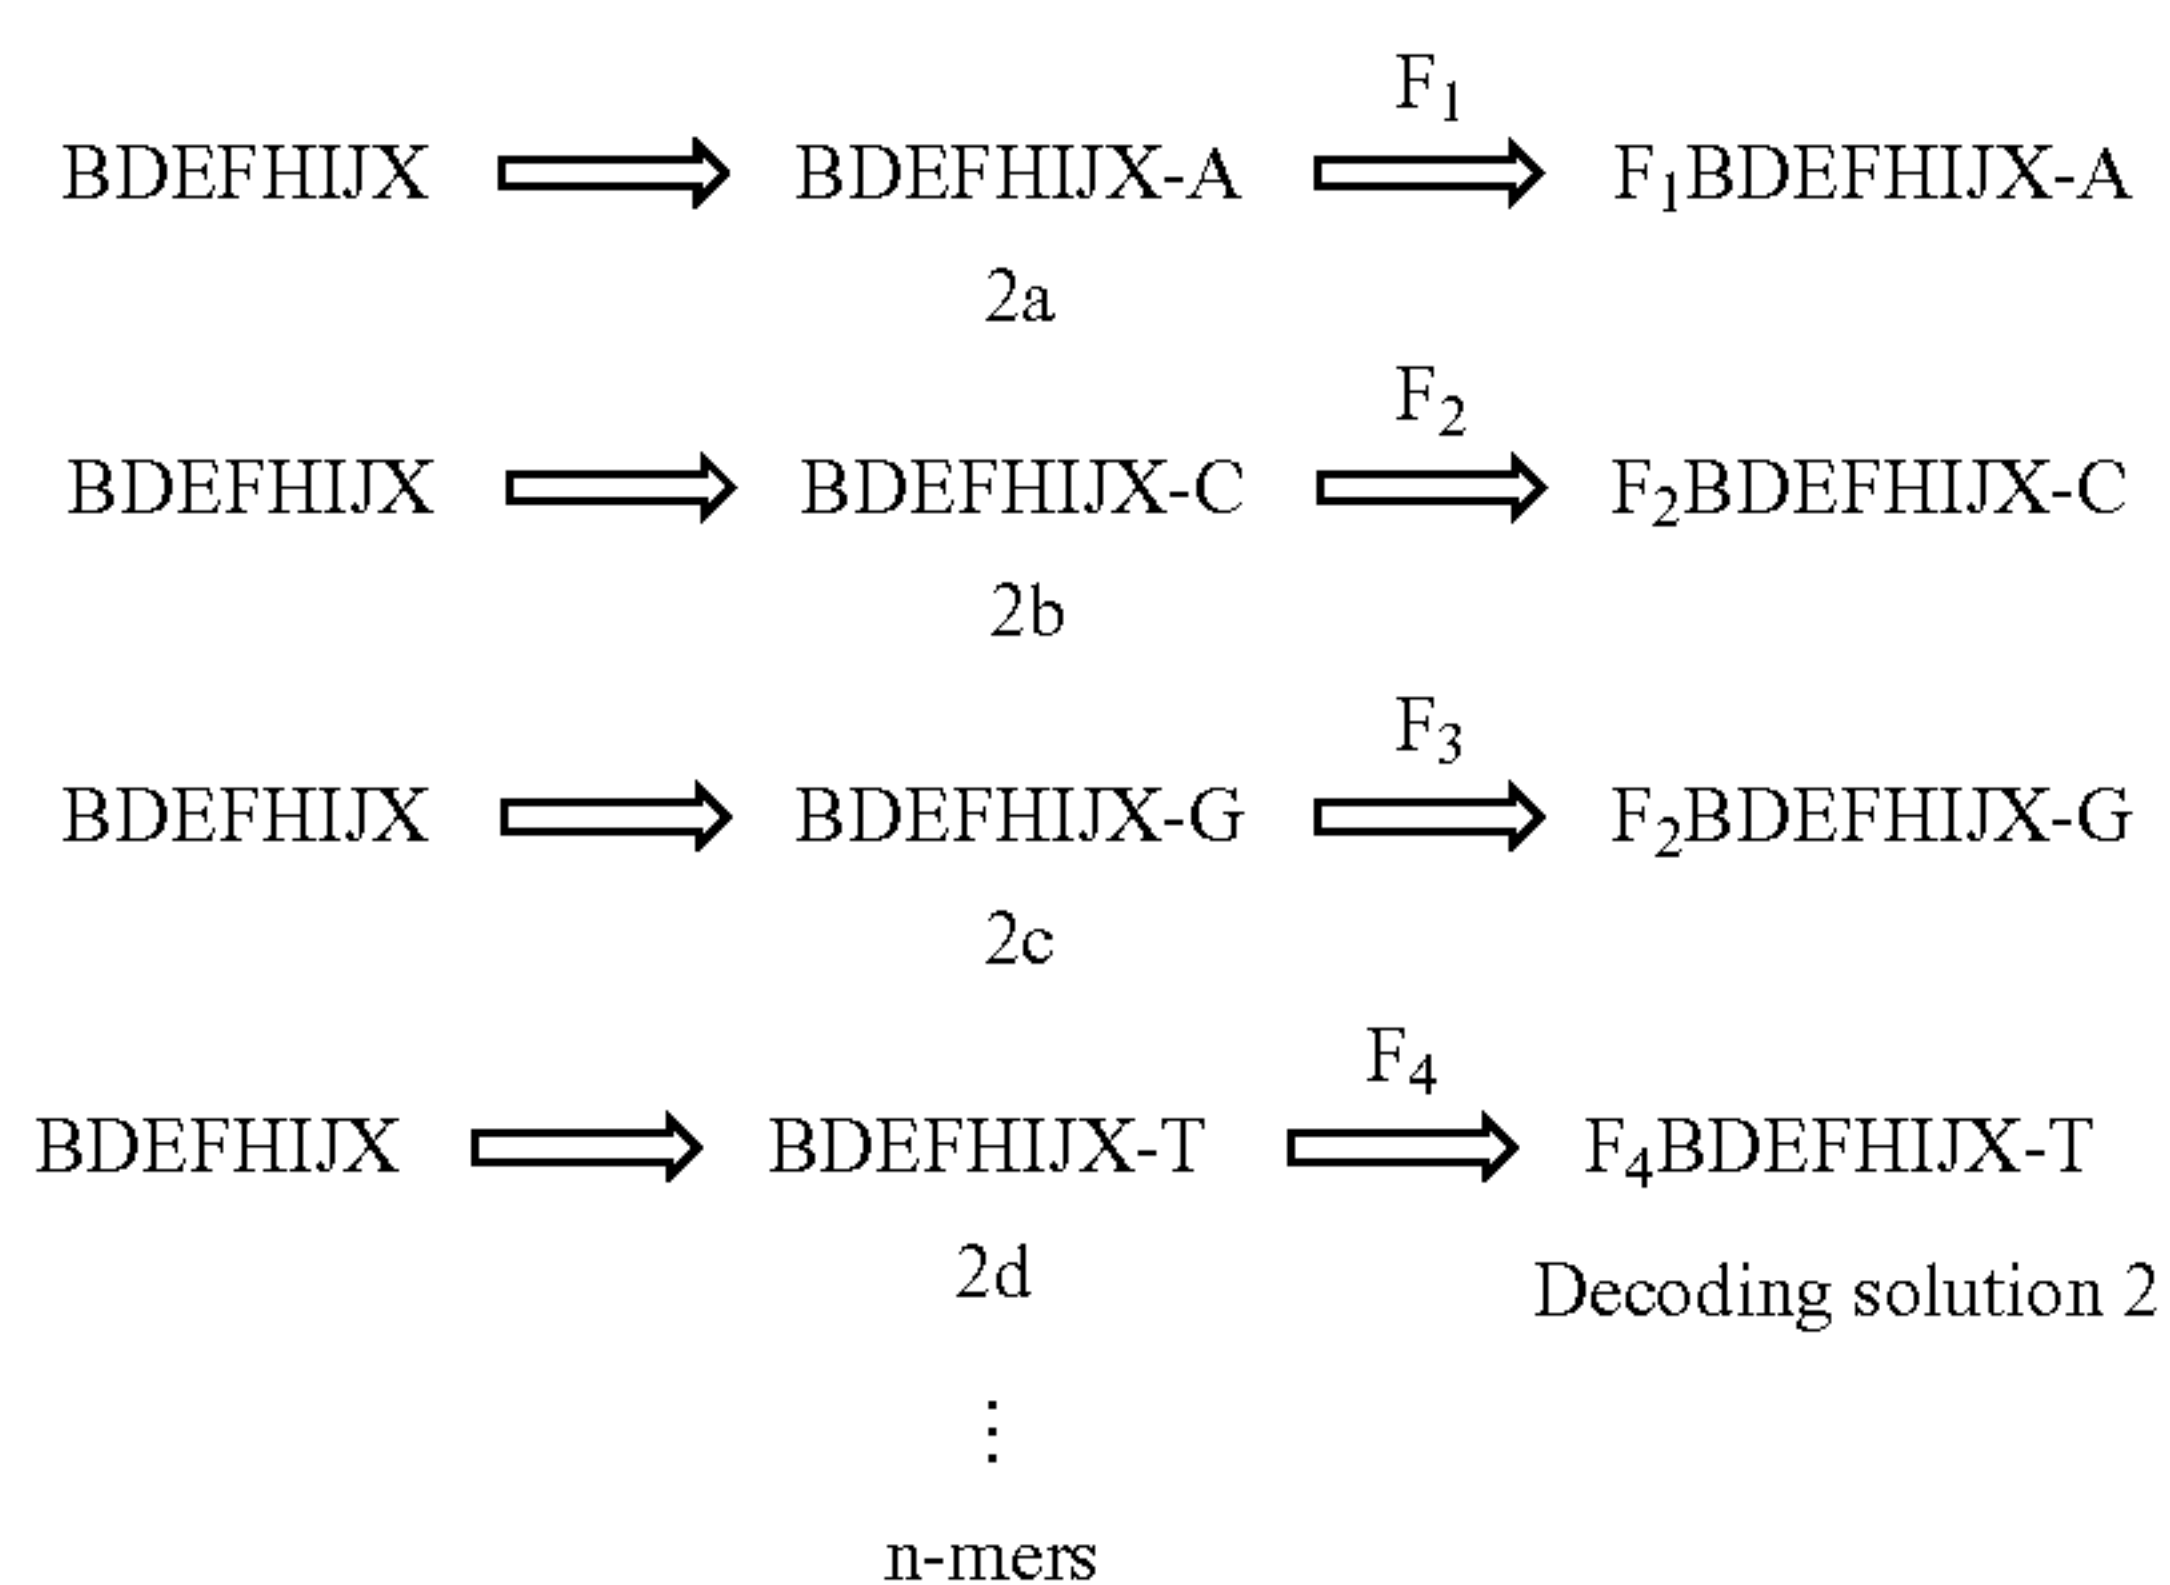 F₁
BDEFHIJX BDEFHIJX-A F₁BDEFHIJX-A
2a
F₂
BDEFHIJX BDEFHIJX-C F₂BDEFHIJX-C
2b
F₃
BDEFHIJX BDEFHIJX-G F₂BDEFHIJX-G
2c
F₄
BDEFHIJX BDEFHIJX-T F₄BDEFHIJX-T
2d Decoding solution 2
⋮
n-mers